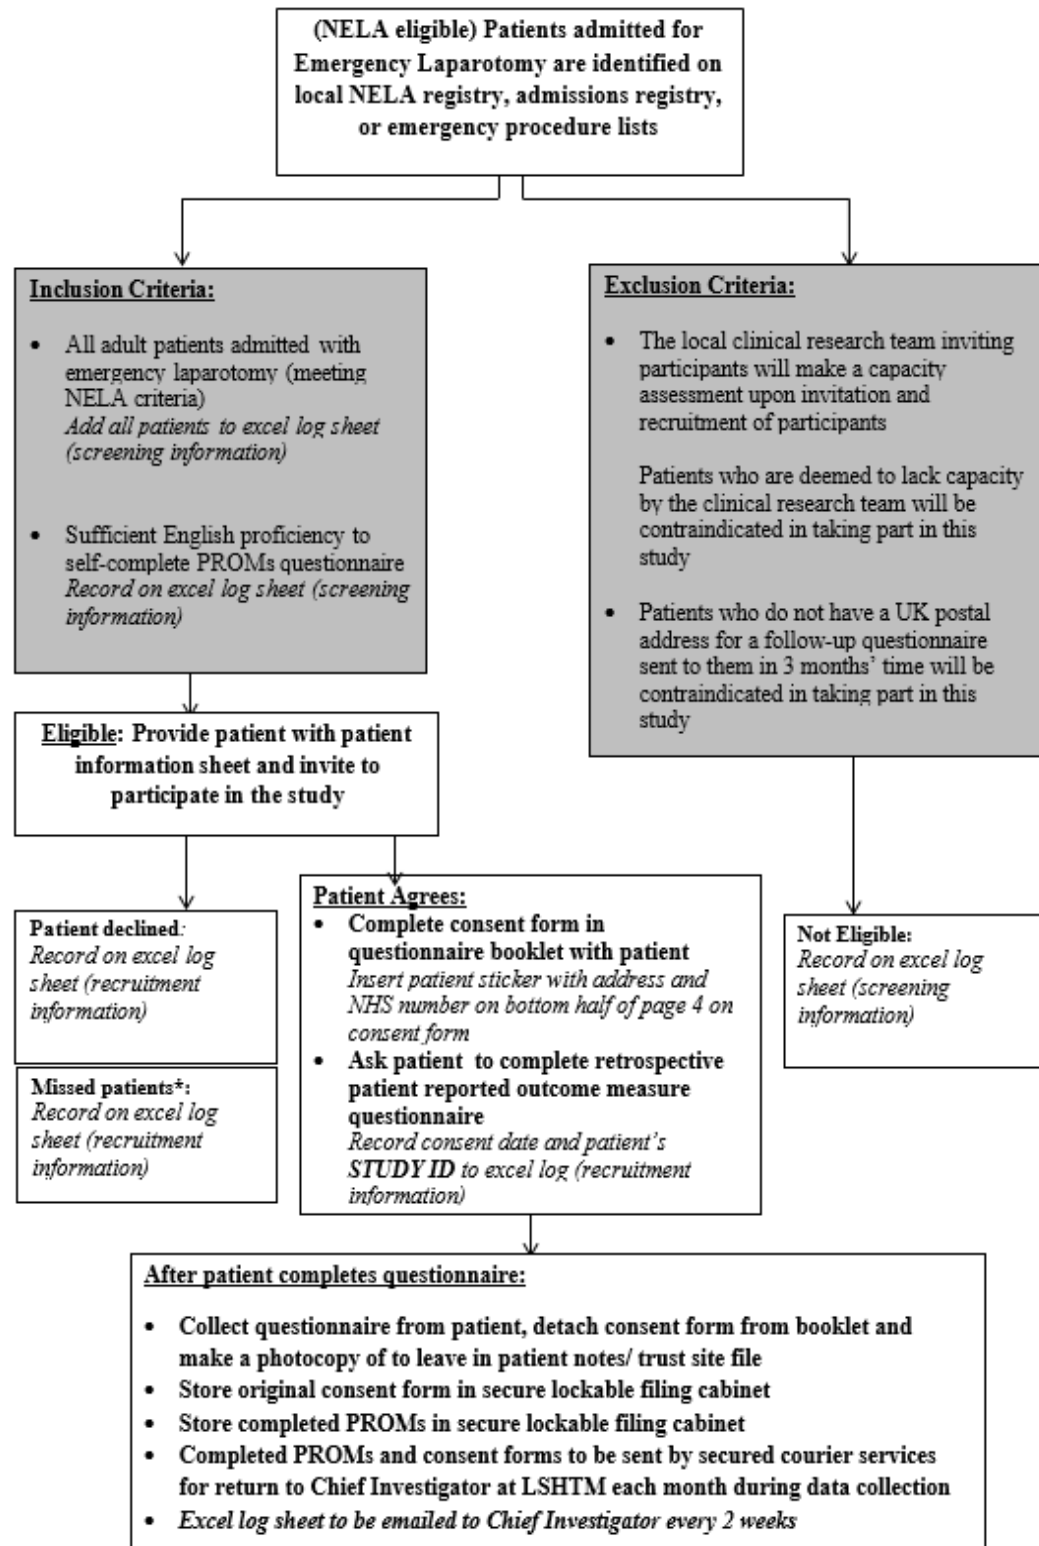 (NELA eligible) Patients admitted for
Emergency Laparotomy are identified on
local NELA registry, admissions registry,
or emergency procedure lists
Inclusion Criteria:
• All adult patients admitted with
emergency laparotomy (meeting
NELA criteria)
Add all patients to excel log sheet
(screening information)
• Sufficient English proficiency to
self-complete PROMs questionnaire
Record on excel log sheet (screening
information)
Exclusion Criteria:
• The local clinical research team inviting
participants will make a capacity
assessment upon invitation and
recruitment of participants
Patients who are deemed to lack capacity
by the clinical research team will be
contraindicated in taking part in this
study
• Patients who do not have a UK postal
address for a follow-up questionnaire
sent to them in 3 months’ time will be
contraindicated in taking part in this
study
Eligible: Provide patient with patient
information sheet and invite to
participate in the study
Patient declined:
Record on excel log
sheet (recruitment
information)
Missed patients*:
Record on excel log
sheet (recruitment
information)
Patient Agrees:
• Complete consent form in
questionnaire booklet with patient
Insert patient sticker with address and
NHS number on bottom half of page 4 on
consent form
• Ask patient to complete retrospective
patient reported outcome measure
questionnaire
Record consent date and patient’s
STUDY ID to excel log (recruitment
information)
Not Eligible:
Record on excel log
sheet (screening
information)
After patient completes questionnaire:
• Collect questionnaire from patient, detach consent form from booklet and
make a photocopy of to leave in patient notes/ trust site file
• Store original consent form in secure lockable filing cabinet
• Store completed PROMs in secure lockable filing cabinet
• Completed PROMs and consent forms to be sent by secured courier services
for return to Chief Investigator at LSHTM each month during data collection
• Excel log sheet to be emailed to Chief Investigator every 2 weeks